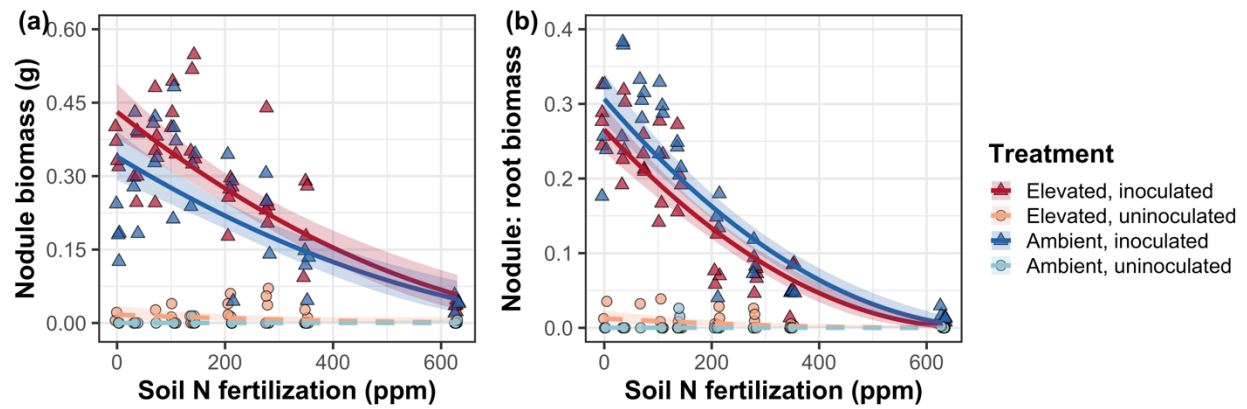 (a)
Nodule biomass (g)
0.60
0.45
0.30
0.15
0.00
0
200
400
600
Soil N fertilization (ppm)
(b)
Nodule: root biomass
0.4
0.3
0.2
0.1
0.0
0
200
400
600
Soil N fertilization (ppm)
Treatment
Elevated, inoculated
Elevated, uninoculated
Ambient, inoculated
Ambient, uninoculated